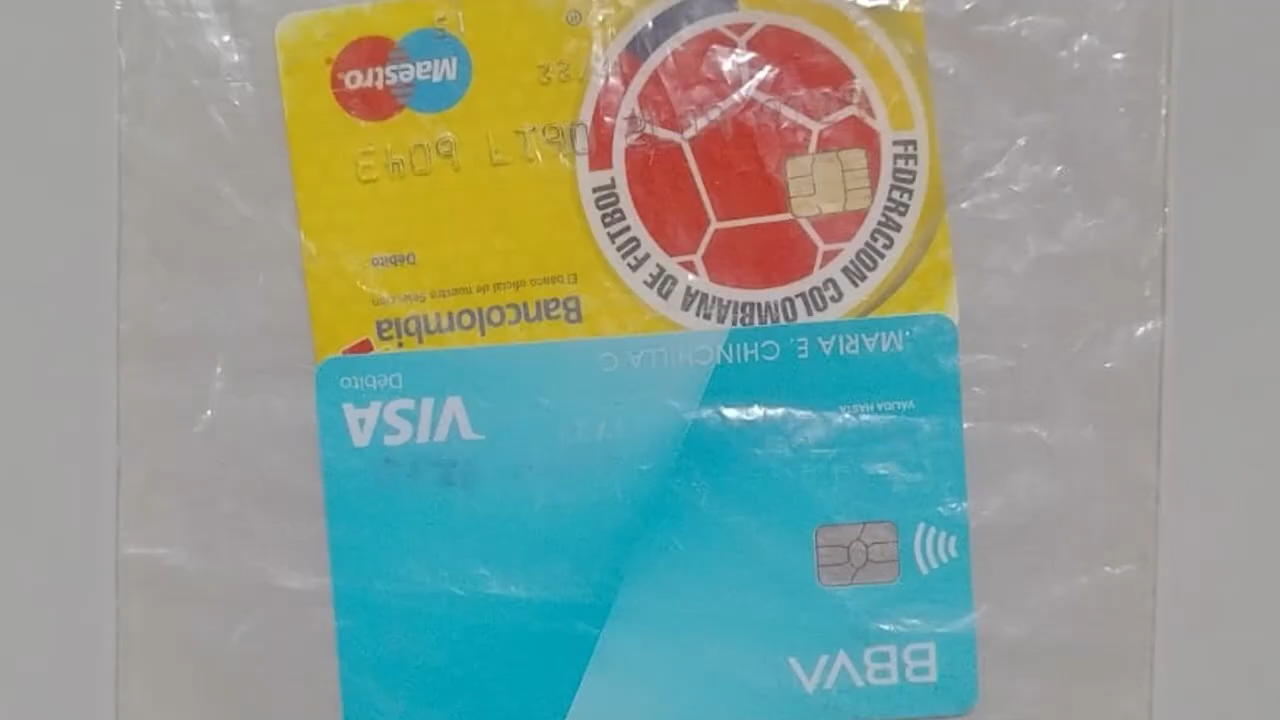 BBVA
VISA
Débito
VÁLIDA HASTA
.MARIA E. CHINCHILLA C
Bancolombia
El banco oficial de nuestra Selección
Débito
FEDERACION COLOMBIANA DE FUTBOL
Maestro